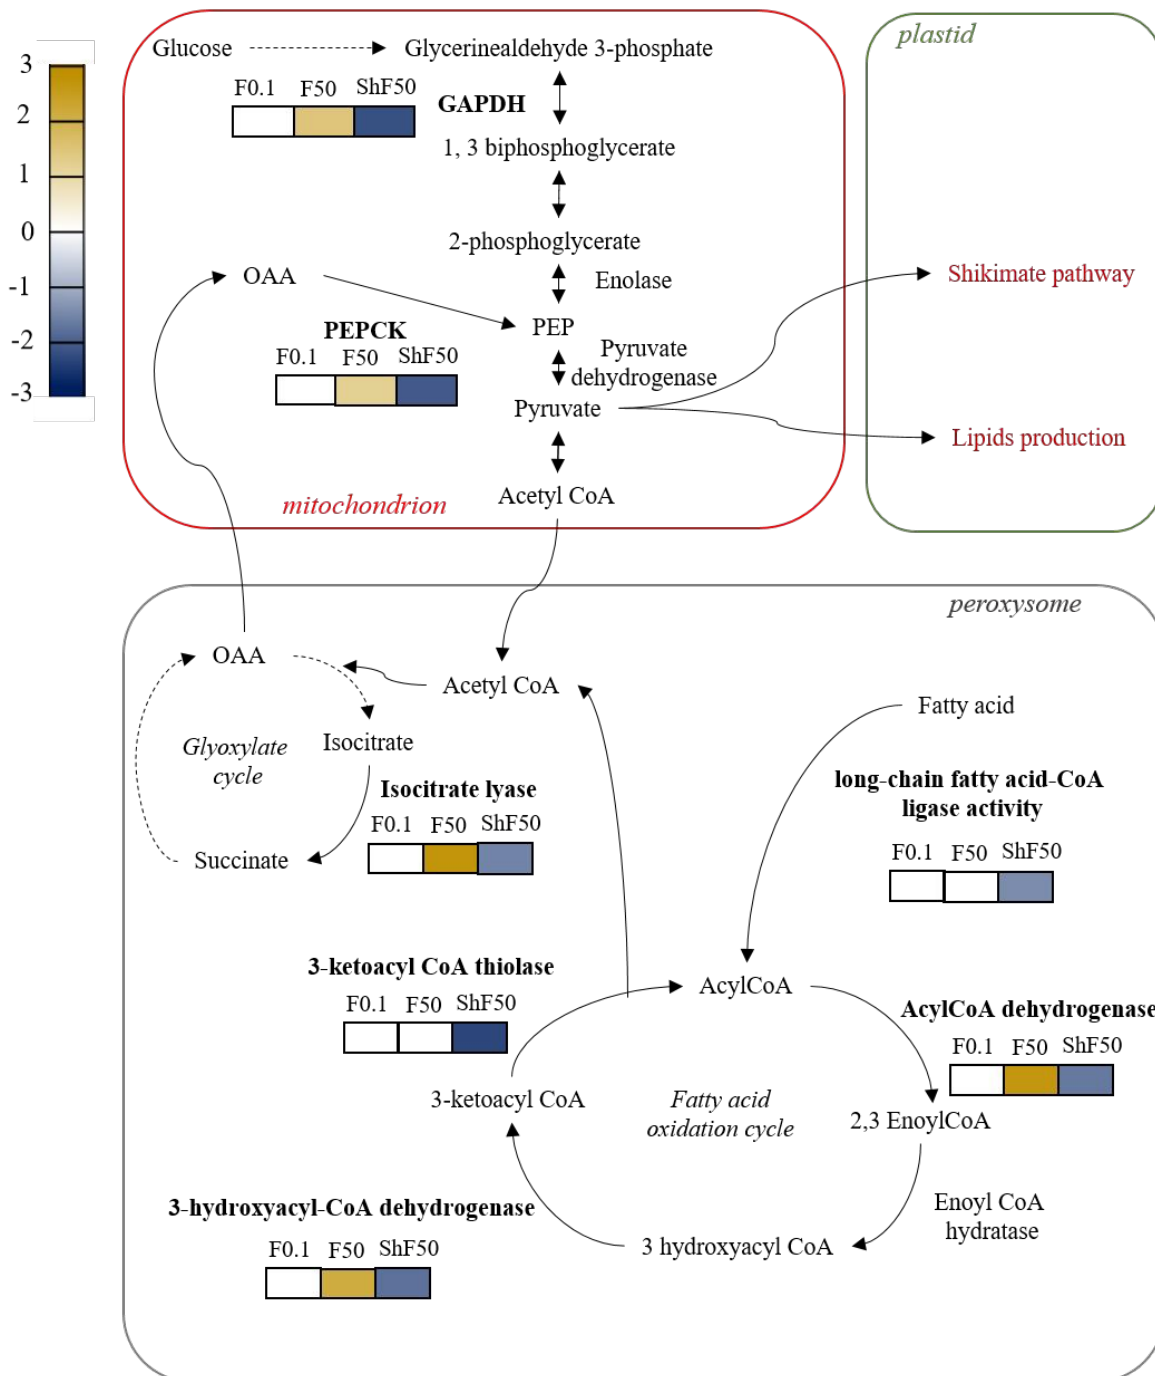 plastid
Glucose
Glycerinealdehyde 3-phosphate
3
2
1
0
-1
-2
-3
F0.1 F50 ShF50
GAPDH
1, 3 biphosphoglycerate
2-phosphoglycerate
OAA
Enolase
Shikimate pathway
PEP
PEPCK
F0.1 F50 ShF50
Pyruvate
dehydrogenase
Pyruvate
Lipids production
Acetyl CoA
mitochondrion
peroxysome
OAA
Acetyl CoA
Fatty acid
Glyoxylate
cycle
Isocitrate
Isocitrate lyase
F0.1 F50 ShF50
Succinate
long-chain fatty acid-CoA
ligase activity
F0.1 F50 ShF50
3-ketoacyl CoA thiolase
F0.1 F50 ShF50
AcylCoA
AcylCoA dehydrogenase
F0.1 F50 ShF50
3-ketoacyl CoA
Fatty acid
oxidation cycle
2,3 EnoylCoA
3-hydroxyacyl-CoA dehydrogenase
F0.1 F50 ShF50
3 hydroxyacyl CoA
Enoyl CoA
hydratase